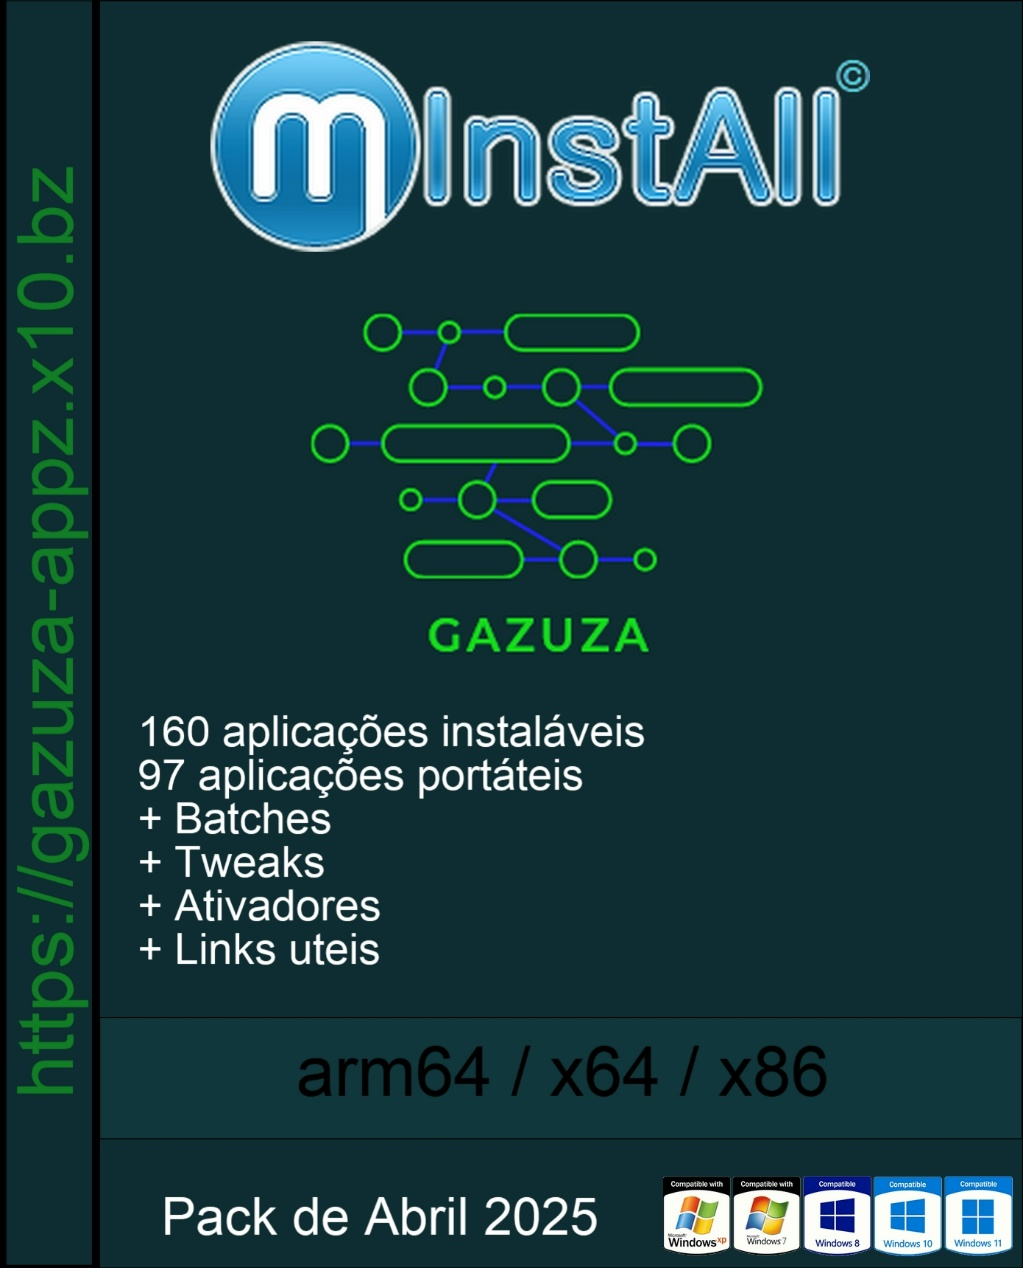 https://gazuza-appz.x10.bz
mInstAll©
GAZUZA
160 aplicações instaláveis
97 aplicações portáteis
+ Batches
+ Tweaks
+ Ativadores
+ Links uteis
arm64 / x64 / x86
Pack de Abril 2025
Compatible with
Microsoft
Windows xp
Compatible with
Microsoft
Windows 7
Compatible
Windows 8
Compatible
Windows 10
Compatible
Windows 11